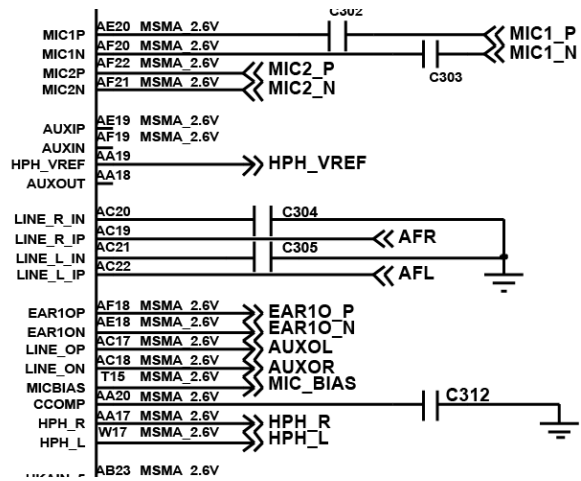 C302
MIC1P AE20 MSMA_2.6V MIC1_P
MIC1N AF20 MSMA_2.6V C303 MIC1_N
MIC2P AF22 MSMA_2.6V MIC2_P
MIC2N AF21 MSMA_2.6V MIC2_N
AUXIP AE19 MSMA_2.6V
AUXIN AF19 MSMA_2.6V
HPH_VREF AA19 HPH_VREF
AUXOUT AA18
LINE_R_IN AC20 C304
LINE_R_IP AC19 AFR
LINE_L_IN AC21 C305
LINE_L_IP AC22 AFL
EAR1OP AF18 MSMA_2.6V EAR1O_P
EAR1ON AE18 MSMA_2.6V EAR1O_N
LINE_OP AC17 MSMA_2.6V AUXOL
LINE_ON AC18 MSMA_2.6V AUXOR
MICBIAS T15 MSMA_2.6V MIC_BIAS
CCOMP AA20 MSMA_2.6V C312
HPH_R AA17 MSMA_2.6V HPH_R
HPH_L W17 MSMA_2.6V HPH_L
AB23 MSMA_2.6V